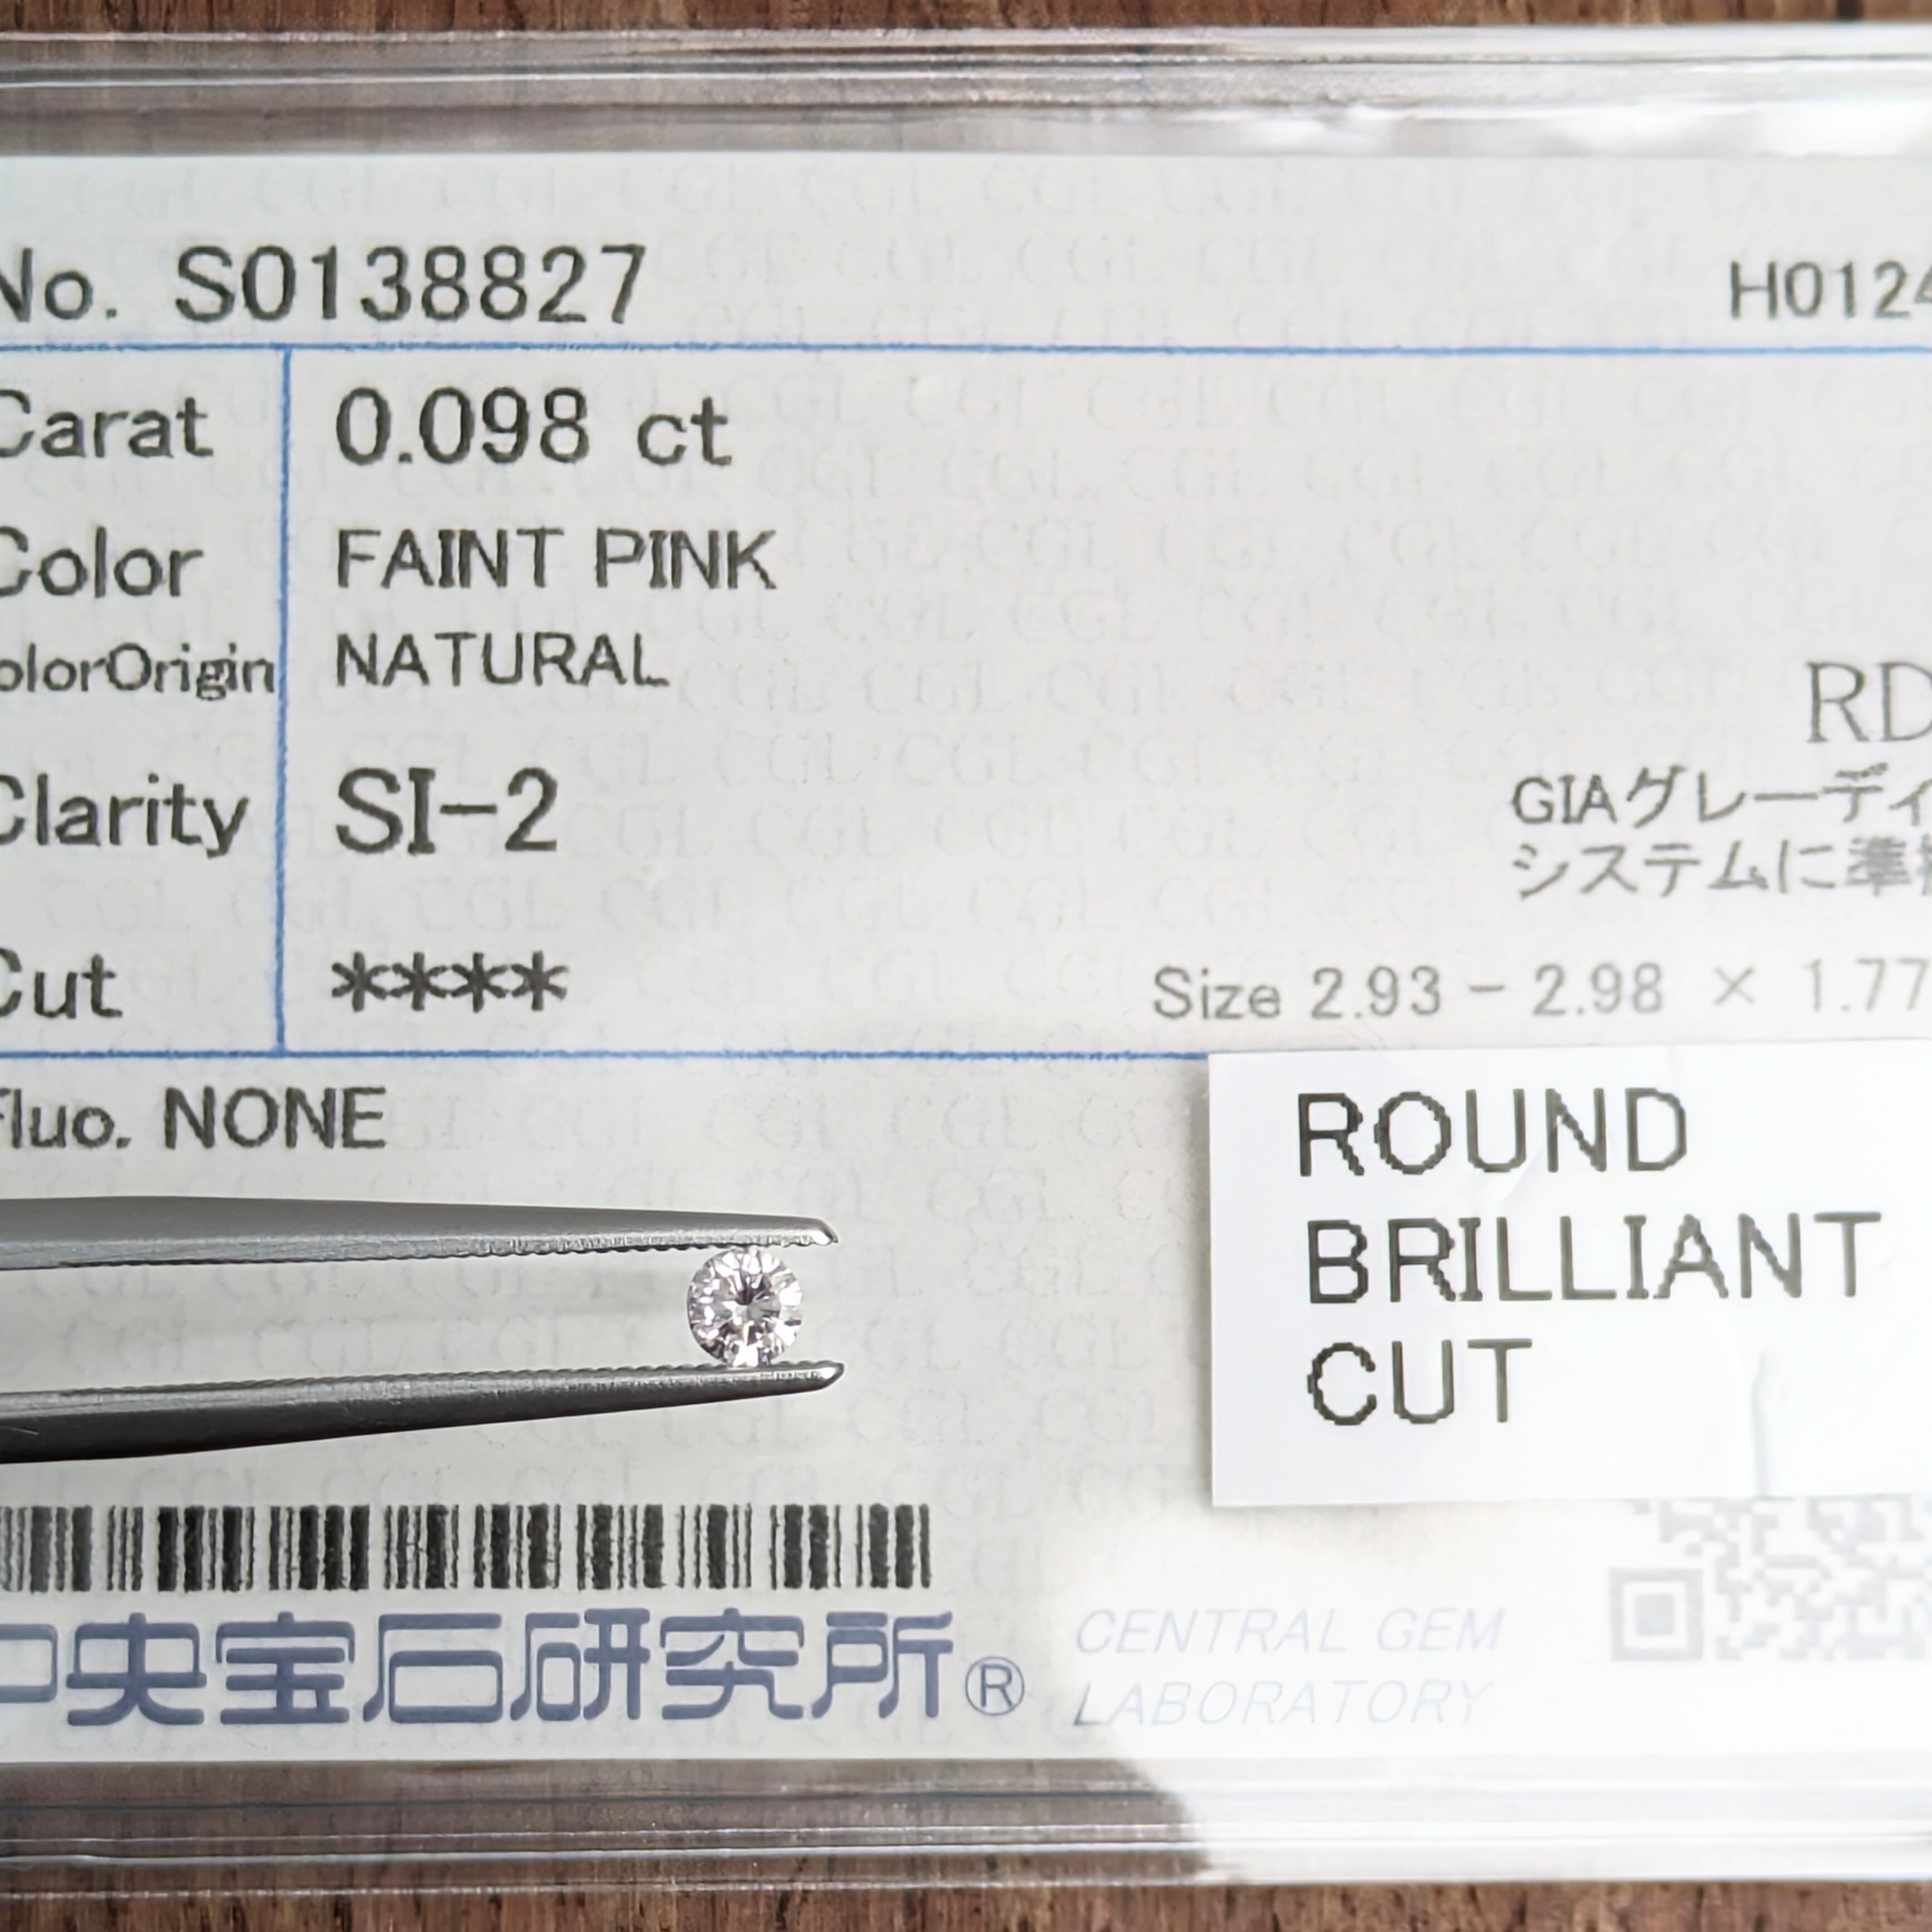 No. S0138827 H0124
Carat 0.098 ct
Color FAINT PINK
ColorOrigin NATURAL
RD
Clarity SI-2
GIAグレーディ
システムに準
Cut ****
Size 2.93 - 2.98 × 1.77
Fluo. NONE
ROUND
BRILLIANT
CUT
中央宝石研究所®
CENTRAL GEM
LABORATORY